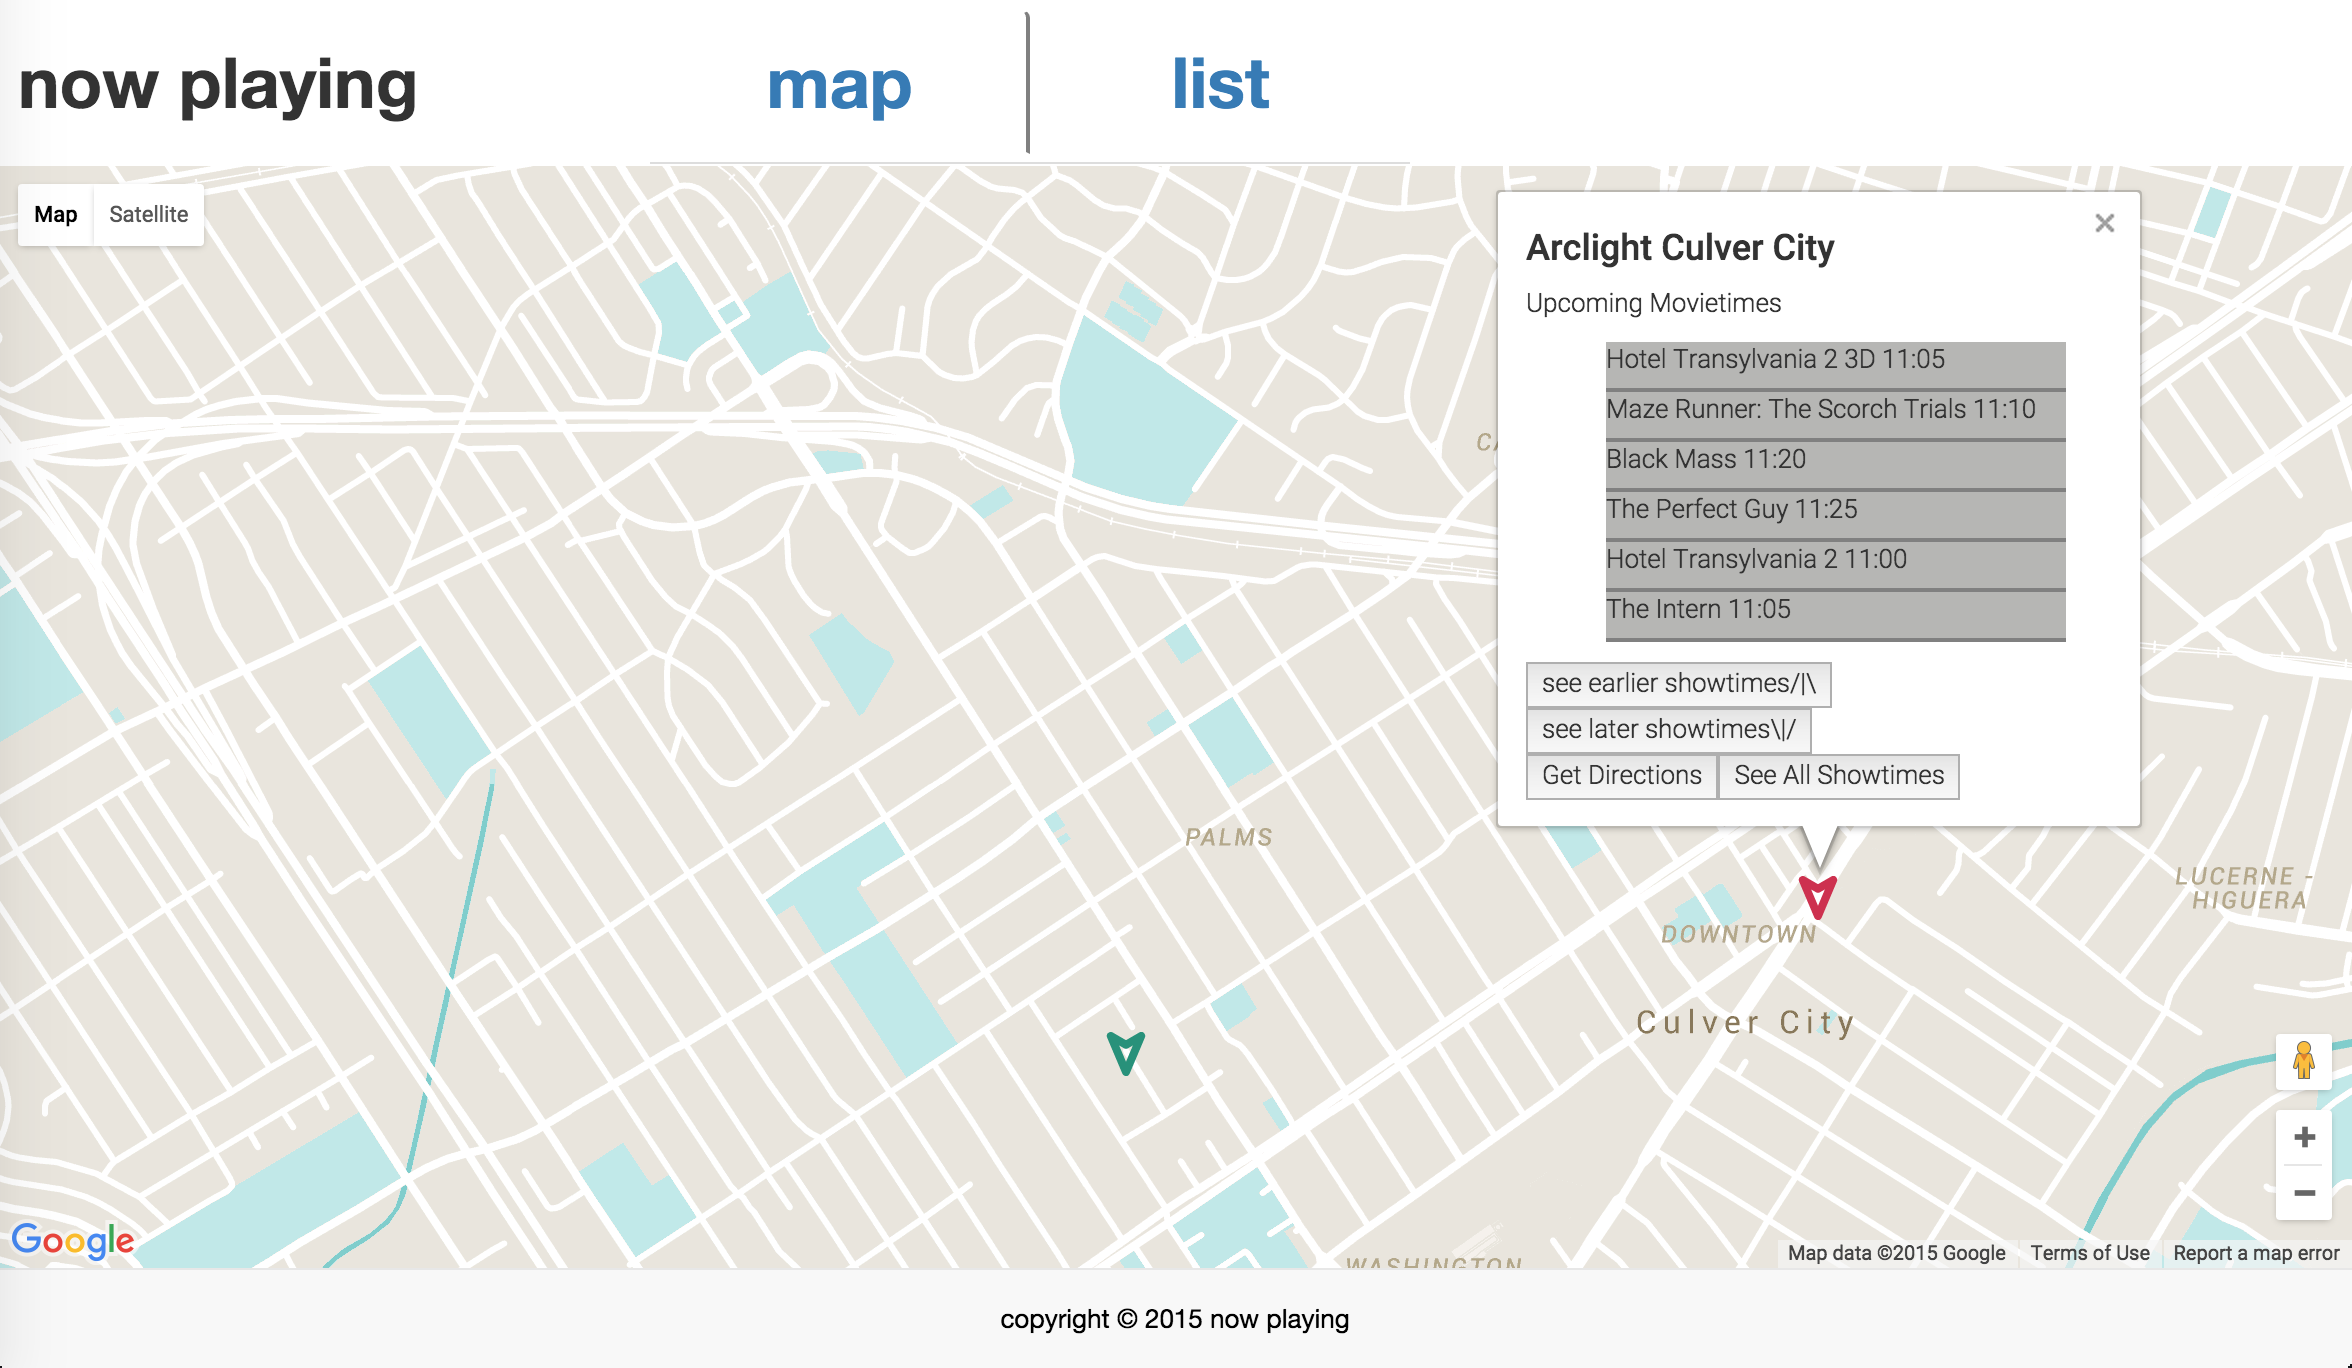 now playing
map
list
Map
Satellite
Arclight Culver City
Upcoming Movietimes
Hotel Transylvania 2 3D 11:05
Maze Runner: The Scorch Trials 11:10
Black Mass 11:20
The Perfect Guy 11:25
Hotel Transylvania 2 11:00
The Intern 11:05
see earlier showtimes/|\
see later showtimes\|/
Get Directions
See All Showtimes
PALMS
LUCERNE -
HIGUERA
DOWNTOWN
Culver City
WASHINGTON
Google
Map data ©2015 Google
Terms of Use
Report a map error
copyright © 2015 now playing